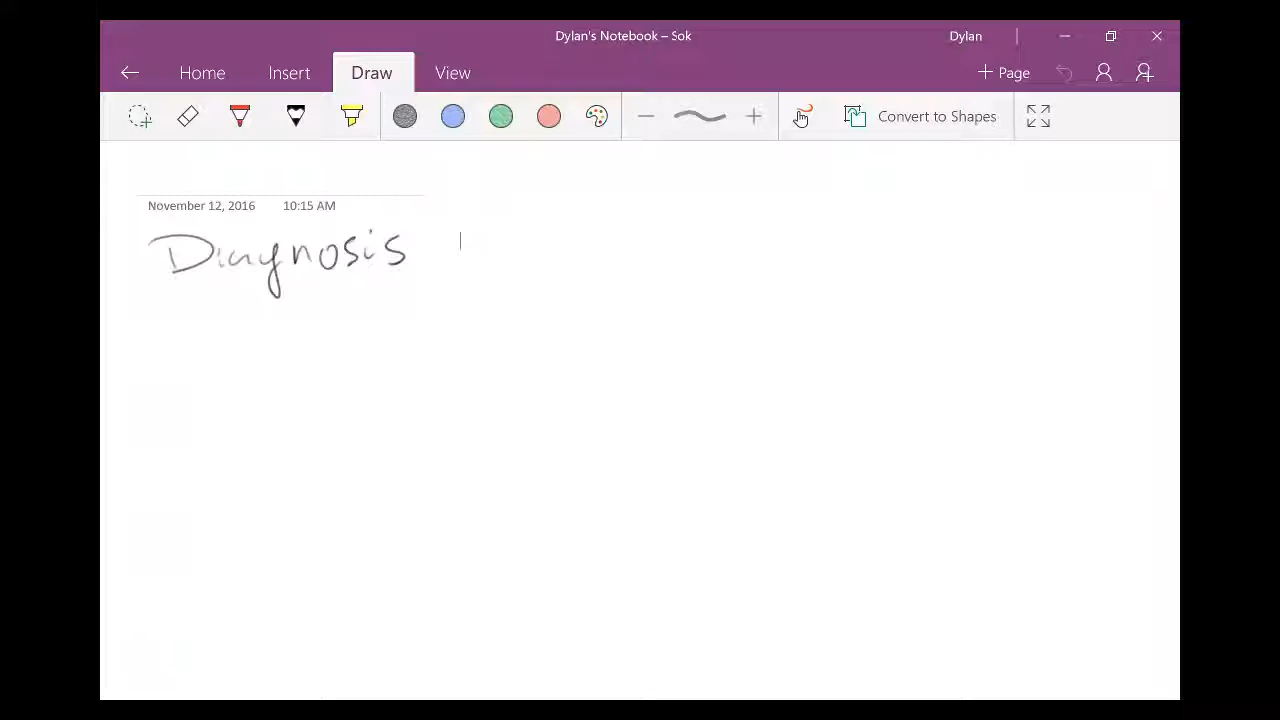 Dylan's Notebook – Sok
Dylan
Home
Insert
Draw
View
+ Page
Convert to Shapes
November 12, 2016 10:15 AM
Diagnosis